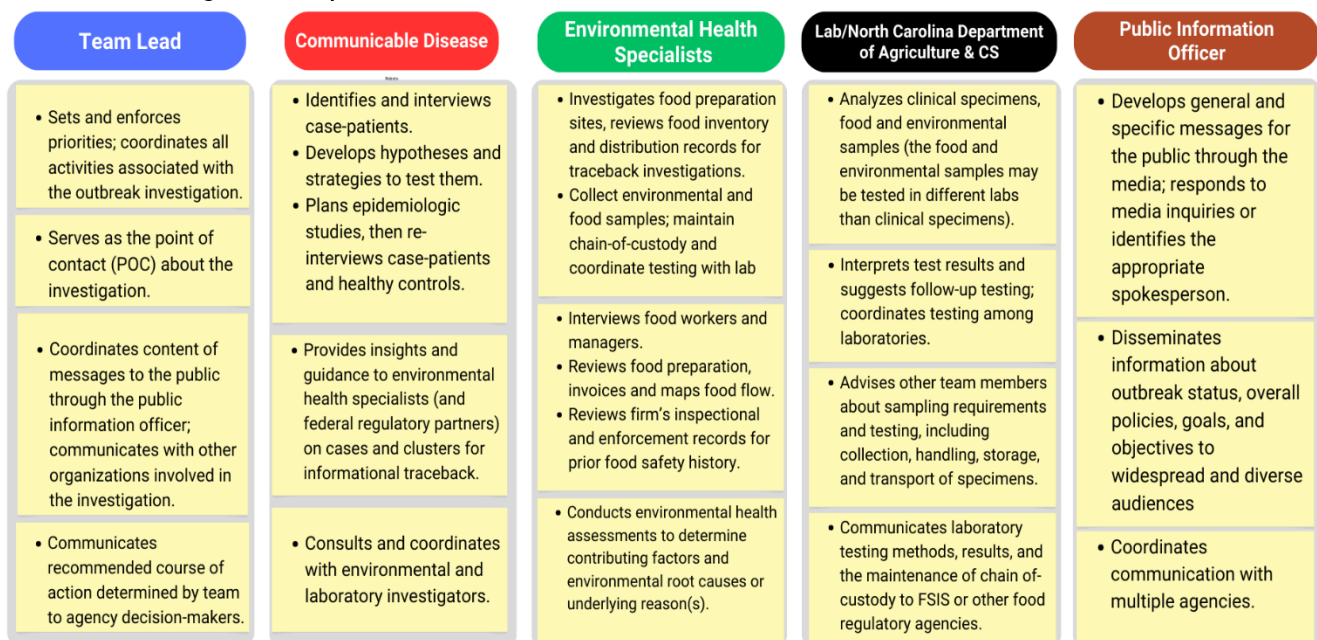 Team Lead
• Sets and enforces
priorities; coordinates all
activities associated with
the outbreak investigation.
• Serves as the point of
contact (POC) about the
investigation.
• Coordinates content of
messages to the public
through the public
information officer;
communicates with other
organizations involved in
the investigation.
• Communicates
recommended course of
action determined by team
to agency decision-makers.
Communicable Disease
• Identifies and interviews
case-patients.
• Develops hypotheses and
strategies to test them.
• Plans epidemiologic
studies, then re-
interviews case-patients
and healthy controls.
• Provides insights and
guidance to environmental
health specialists (and
federal regulatory partners)
on cases and clusters for
informational traceback.
• Consults and coordinates
with environmental and
laboratory investigators.
Environmental Health
Specialists
• Investigates food preparation
sites, reviews food inventory
and distribution records for
traceback investigations.
• Collect environmental and
food samples; maintain
chain-of-custody and
coordinate testing with lab
• Interviews food workers and
managers.
• Reviews food preparation,
invoices and maps food flow.
• Reviews firm's inspectional
and enforcement records for
prior food safety history.
• Conducts environmental health
assessments to determine
contributing factors and
environmental root causes or
underlying reason(s).
Lab/North Carolina Department
of Agriculture & CS
• Analyzes clinical specimens,
food and environmental
samples (the food and
environmental samples may
be tested in different labs
than clinical specimens).
• Interprets test results and
suggests follow-up testing;
coordinates testing among
laboratories.
• Advises other team members
about sampling requirements
and testing, including
collection, handling, storage,
and transport of specimens.
• Communicates laboratory
testing methods, results, and
the maintenance of chain of-
custody to FSIS or other food
regulatory agencies.
Public Information
Officer
• Develops general and
specific messages for
the public through the
media; responds to
media inquiries or
identifies the
appropriate
spokesperson.
• Disseminates
information about
outbreak status, overall
policies, goals, and
objectives to
widespread and diverse
audiences
• Coordinates
communication with
multiple agencies.